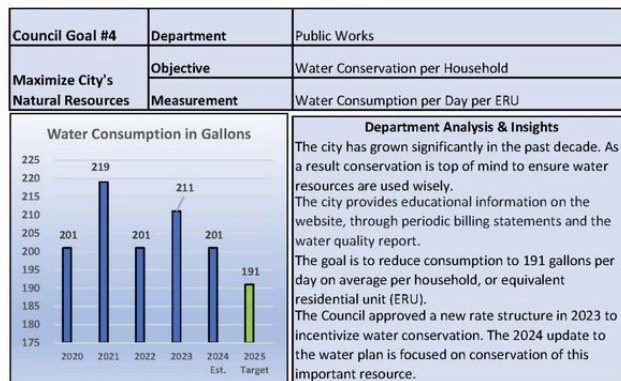 Council Goal #4
Department
Public Works
Maximize City's
Natural Resources
Objective
Water Conservation per Household
Measurement
Water Consumption per Day per ERU
Water Consumption in Gallons
225
220
215
210
205
200
195
190
185
180
175
201
219
201
211
201
191
2020
2021
2022
2023
2024
Est.
2025
Target
Department Analysis & Insights
The city has grown significantly in the past decade. As
a result conservation is top of mind to ensure water
resources are used wisely.
The city provides educational information on the
website, through periodic billing statements and the
water quality report.
The goal is to reduce consumption to 191 gallons per
day on average per household, or equivalent
residential unit (ERU).
The Council approved a new rate structure in 2023 to
incentivize water conservation. The 2024 update to
the water plan is focused on conservation of this
important resource.